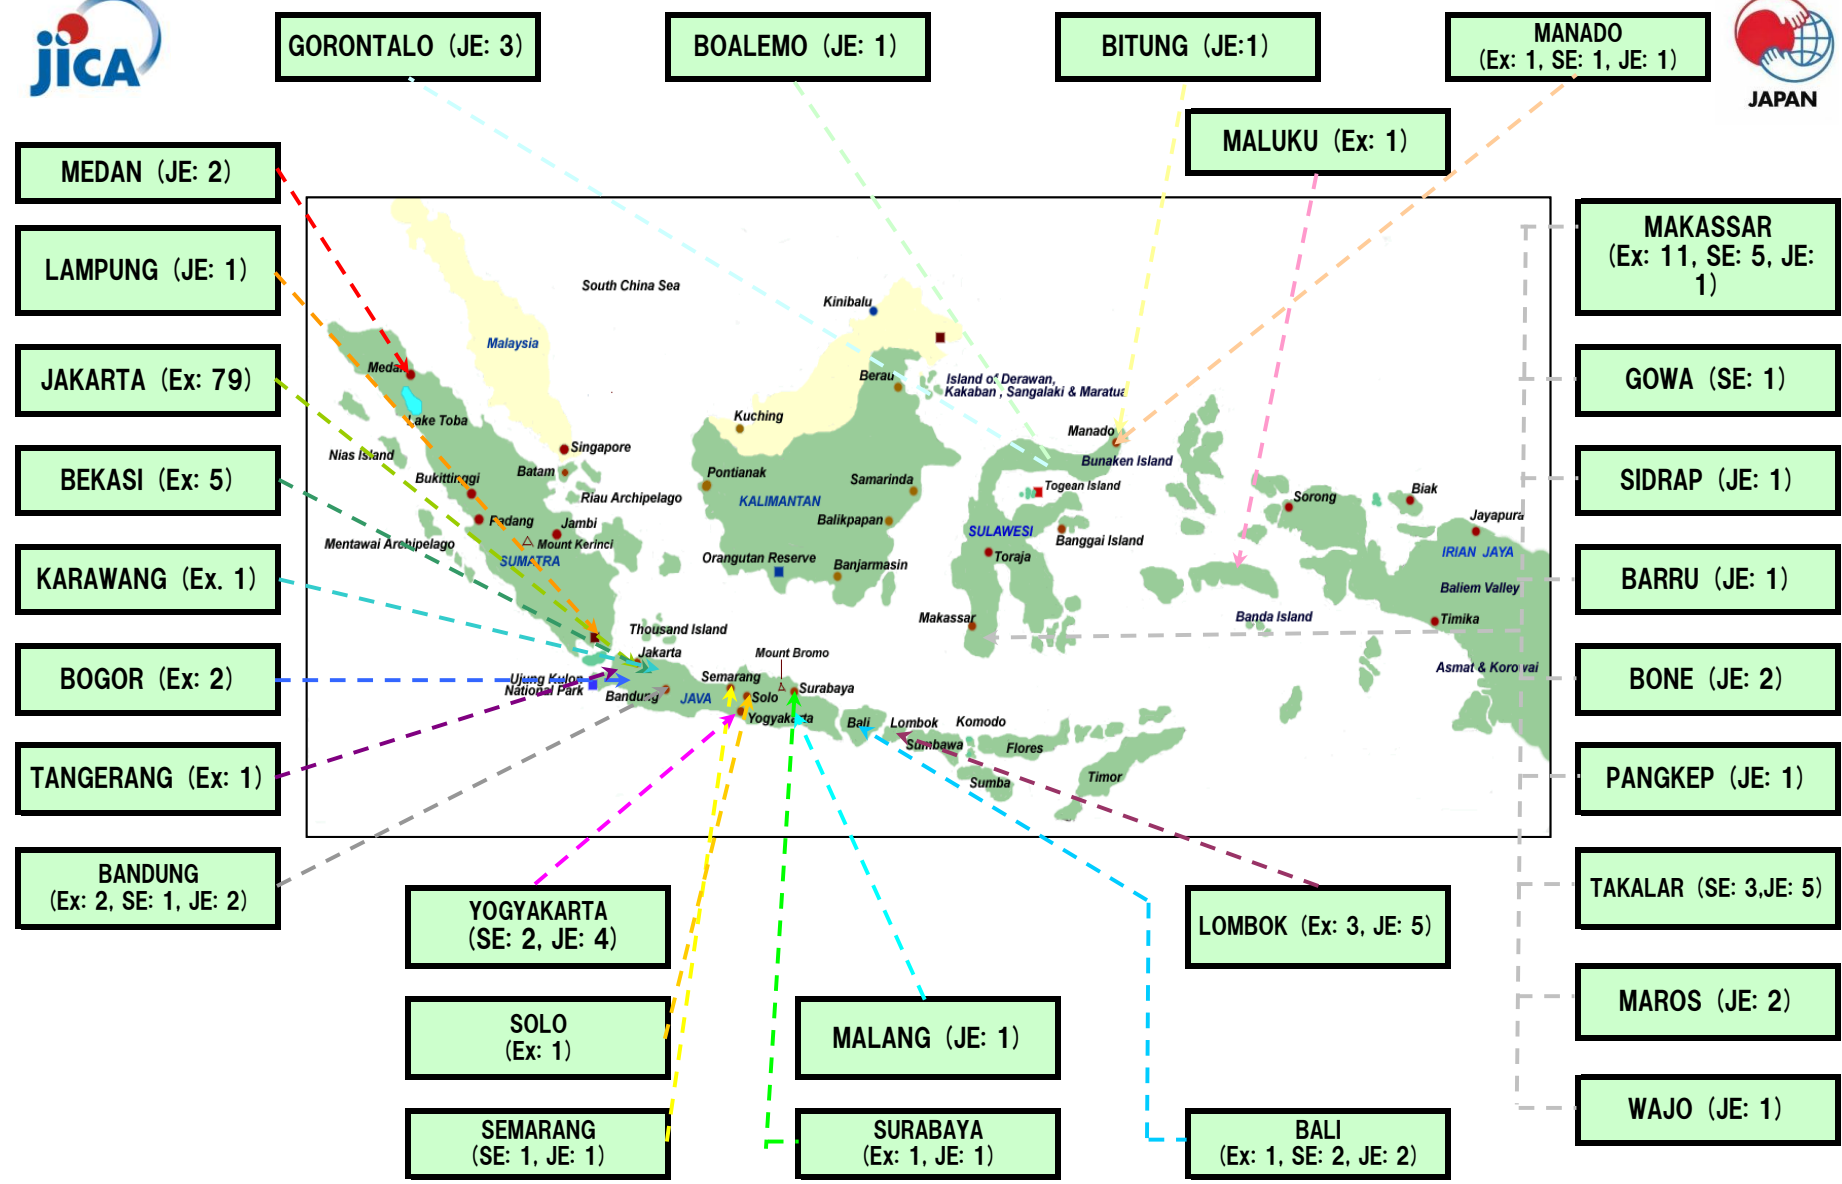 JICA
GORONTALO (JE: 3)
BOALEMO (JE: 1)
BITUNG (JE:1)
MANADO
(Ex: 1, SE: 1, JE: 1)
JAPAN
MALUKU (Ex: 1)
MEDAN (JE: 2)
LAMPUNG (JE: 1)
JAKARTA (Ex: 79)
BEKASI (Ex: 5)
KARAWANG (Ex. 1)
BOGOR (Ex: 2)
TANGERANG (Ex: 1)
BANDUNG
(Ex: 2, SE: 1, JE: 2)
South China Sea
Kinibalu
Malaysia
Medan
Berau
Island of Derawan,
Kakaban , Sangalaki & Maratua
Lake Toba
Kuching
Manado
Nias Island
Singapore
Bunaken Island
Bukittinggi
Batam
Pontianak
Samarinda
Togean Island
Riau Archipelago
KALIMANTAN
Sorong
Biak
Padang
Jambi
Balikpapan
SULAWESI
Banggai Island
Jayapura
Mentawai Archipelago
Mount Kerinci
SUMATRA
Orangutan Reserve
Banjarmasin
Toraja
IRIAN JAYA
Baliem Valley
Makassar
Banda Island
Timika
Thousand Island
Jakarta
Mount Bromo
Asmat & Korowai
Ujung Kulon
National Park
Bandung
JAVA
Semarang
Solo
Surabaya
Yogyakarta
Bali
Lombok
Komodo
Sumbawa
Flores
Sumba
Timor
MAKASSAR
(Ex: 11, SE: 5, JE:
1)
GOWA (SE: 1)
SIDRAP (JE: 1)
BARRU (JE: 1)
BONE (JE: 2)
PANGKEP (JE: 1)
TAKALAR (SE: 3,JE: 5)
MAROS (JE: 2)
WAJO (JE: 1)
YOGYAKARTA
(SE: 2, JE: 4)
LOMBOK (Ex: 3, JE: 5)
SOLO
(Ex: 1)
MALANG (JE: 1)
SEMARANG
(SE: 1, JE: 1)
SURABAYA
(Ex: 1, JE: 1)
BALI
(Ex: 1, SE: 2, JE: 2)